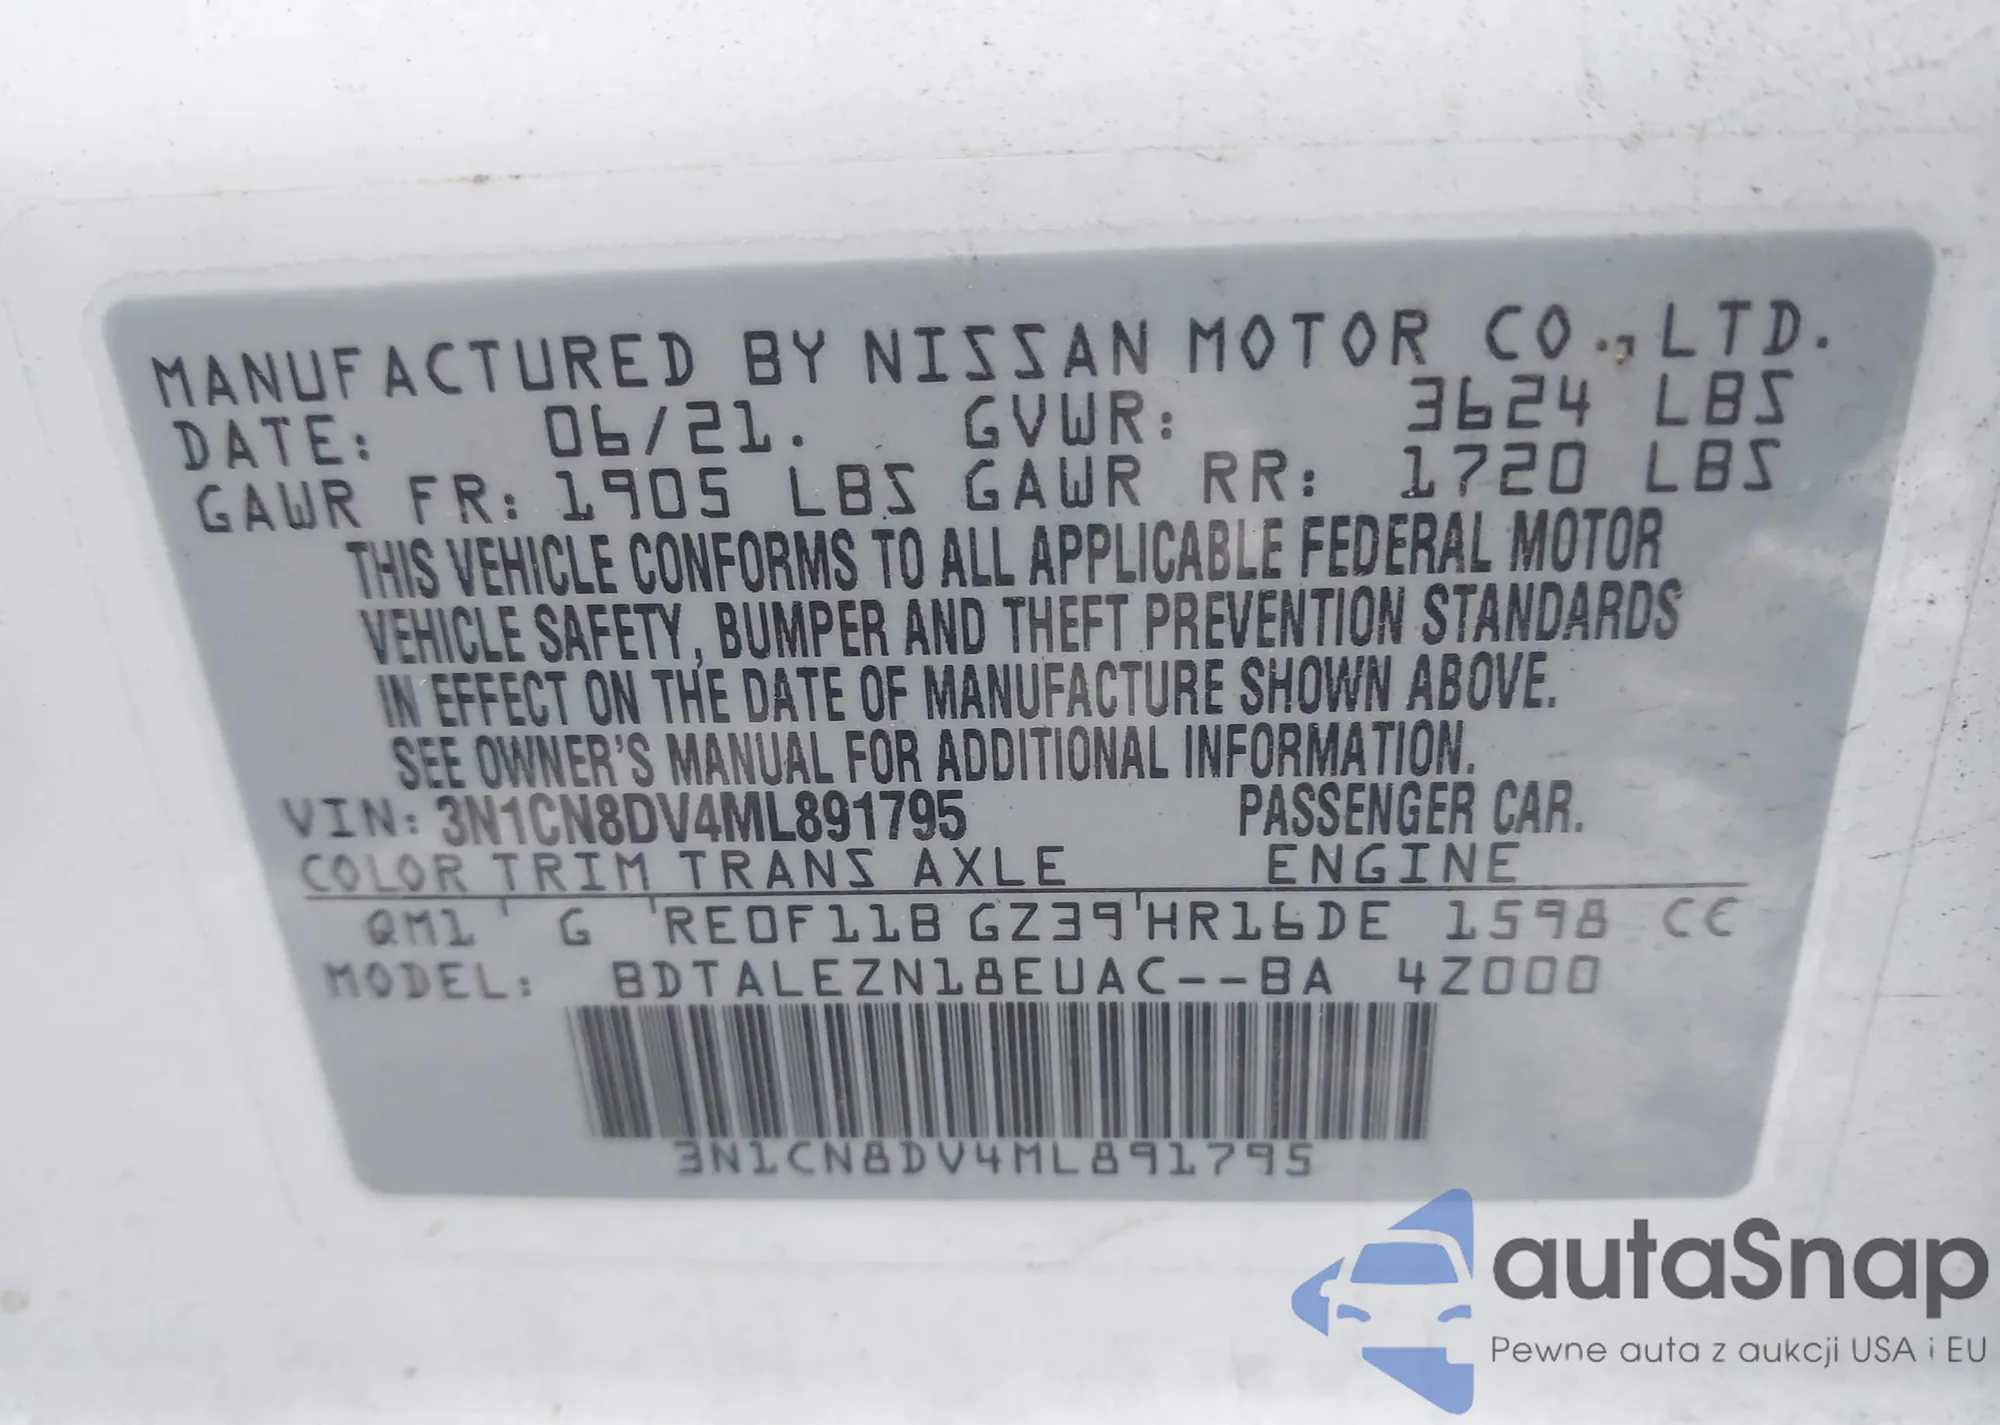 MANUFACTURED BY NISSAN MOTOR CO., LTD.
DATE: 06/21. GVWR: 3624 LBS
GAWR FR: 1905 LBS GAWR RR: 1720 LBS
THIS VEHICLE CONFORMS TO ALL APPLICABLE FEDERAL MOTOR
VEHICLE SAFETY, BUMPER AND THEFT PREVENTION STANDARDS
IN EFFECT ON THE DATE OF MANUFACTURE SHOWN ABOVE.
SEE OWNER'S MANUAL FOR ADDITIONAL INFORMATION.
VIN: 3N1CN8DV4ML891795 PASSENGER CAR.
COLOR TRIM TRANS AXLE ENGINE
QM1 ' G ' RE0F11B GZ39 ' HR16DE 1598 CC
MODEL: BDTALEZN18EUAC--BA 4Z000
3N1CN8DV4ML891795
autaSnap
Pewne auta z aukcji USA i EU